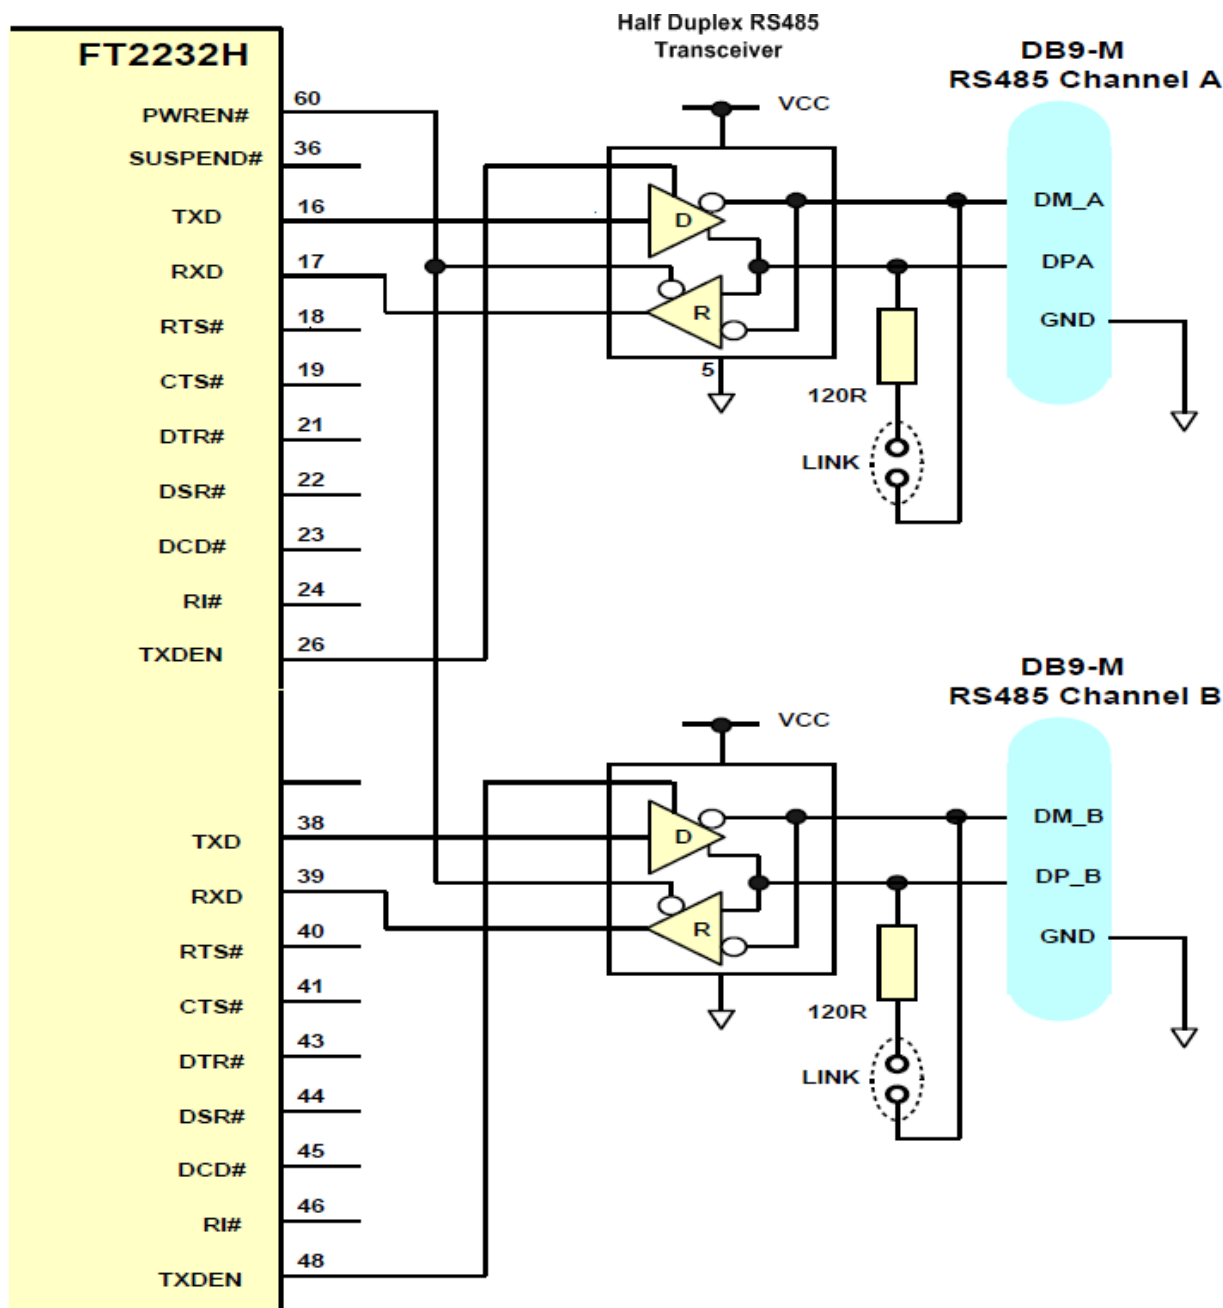 Half Duplex RS485
Transceiver
FT2232H
DB9-M
RS485 Channel A
PWREN#
60
VCC
SUSPEND#
36
TXD
16
D
DM_A
RXD
17
DPA
R
RTS#
18
GND
CTS#
19
5
120R
DTR#
21
LINK
DSR#
22
DCD#
23
RI#
24
TXDEN
26
DB9-M
RS485 Channel B
VCC
TXD
38
D
DM_B
RXD
39
DP_B
R
RTS#
40
GND
CTS#
41
120R
DTR#
43
LINK
DSR#
44
DCD#
45
RI#
46
TXDEN
48